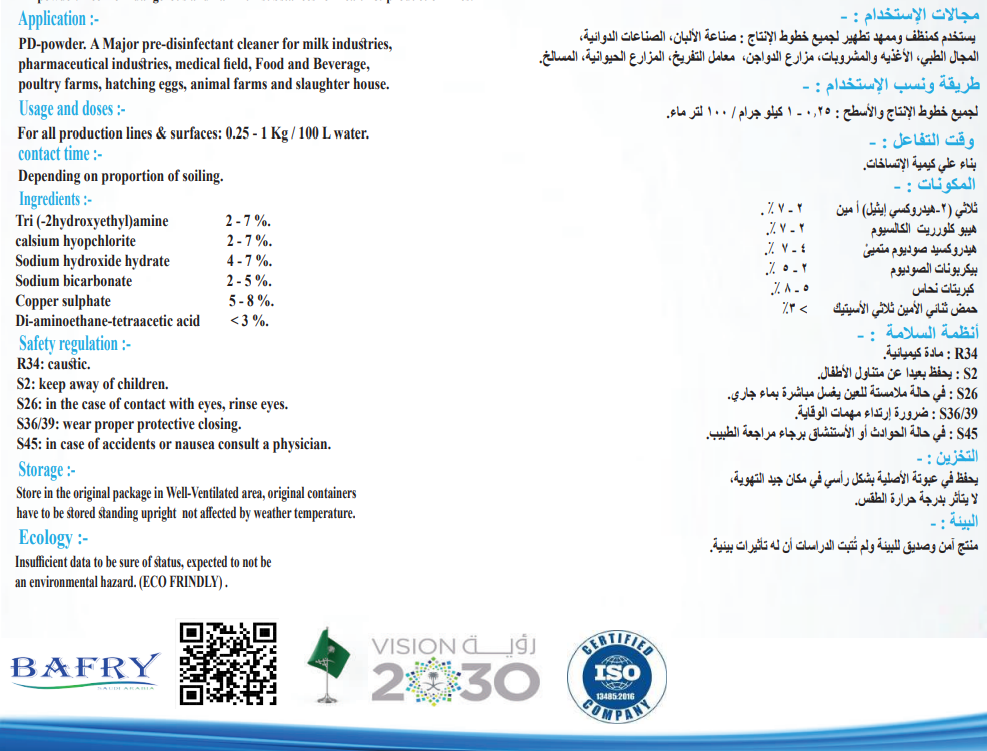 Application :-
PD-powder. A Major pre-disinfectant cleaner for milk industries,
pharmaceutical industries, medical field, Food and Beverage,
poultry farms, hatching eggs, animal farms and slaughter house.
Usage and doses :-
For all production lines & surfaces: 0.25 - 1 Kg / 100 L water.
contact time :-
Depending on proportion of soiling.
Ingredients :-
Tri (-2hydroxyethyl)amine 2 - 7 %.
calsium hyopchlorite 2 - 7%.
Sodium hydroxide hydrate 4 - 7%.
Sodium bicarbonate 2 - 5 %.
Copper sulphate 5 - 8 %.
Di-aminoethane-tetraacetic acid < 3 %.
Safety regulation :-
R34: caustic.
S2: keep away of children.
S26: in the case of contact with eyes, rinse eyes.
S36/39: wear proper protective closing.
S45: in case of accidents or nausea consult a physician.
Storage :-
Store in the original package in Well-Ventilated area, original containers
have to be stored standing upright not affected by weather temperature.
Ecology :-
Insufficient data to be sure of status, expected to not be
an environmental hazard. (ECO FRINDLY) .
مجالات الإستخدام : -
يستخدم كمنظف وممهد تطهير لجميع خطوط الإنتاج : صناعة الألبان، الصناعات الدوائية،
المجال الطبي، الأغذيه والمشروبات، مزارع الدواجن، معامل التفريخ، المزارع الحيوانية، المسالخ.
طريقة ونسب الإستخدام : -
لجميع خطوط الإنتاج والأسطح : ٠,٢٥ - ١ كيلو جرام / ١٠٠ لتر ماء.
وقت التفاعل : -
بناء علي كيمية الإتساخات.
المكونات : -
ثلاثي (٢-هيدروكسي إيثيل) أ مين ٢ - ٧ ٪ .
هيبو كلوريت الكالسيوم ٢ - ٧ ٪.
هيدروكسيد صوديوم متميئ ٤ - ٧ ٪.
بيكربونات الصوديوم ٢ - ٥ ٪.
كبريتات نحاس ٥ - ٨ ٪.
حمض ثنائي الأمين ثلاثي الأسيتيك > ٣٪
أنظمة السلامة : -
R34 : مادة كيميائية.
S2 : يحفظ بعيدا عن متناول الأطفال.
S26 : في حالة ملامستة للعين يغسل مباشرة بماء جاري.
S36/39 : ضرورة إرتداء مهمات الوقاية.
S45 : في حالة الحوادث أو الأستنشاق برجاء مراجعة الطبيب.
التخزين : -
يحفظ في عبوتة الأصلية بشكل رأسي في مكان جيد التهوية،
لا يتأثر بدرجة حرارة الطقس.
البيئة : -
منتج آمن وصديق للبيئة ولم تُثبت الدراسات أن له تأثيرات بيئية.
BAFRY
SAUDI ARABIA
VISION رؤيـة
2030
CERTIFIED
ISO
13485:2016
COMPANY